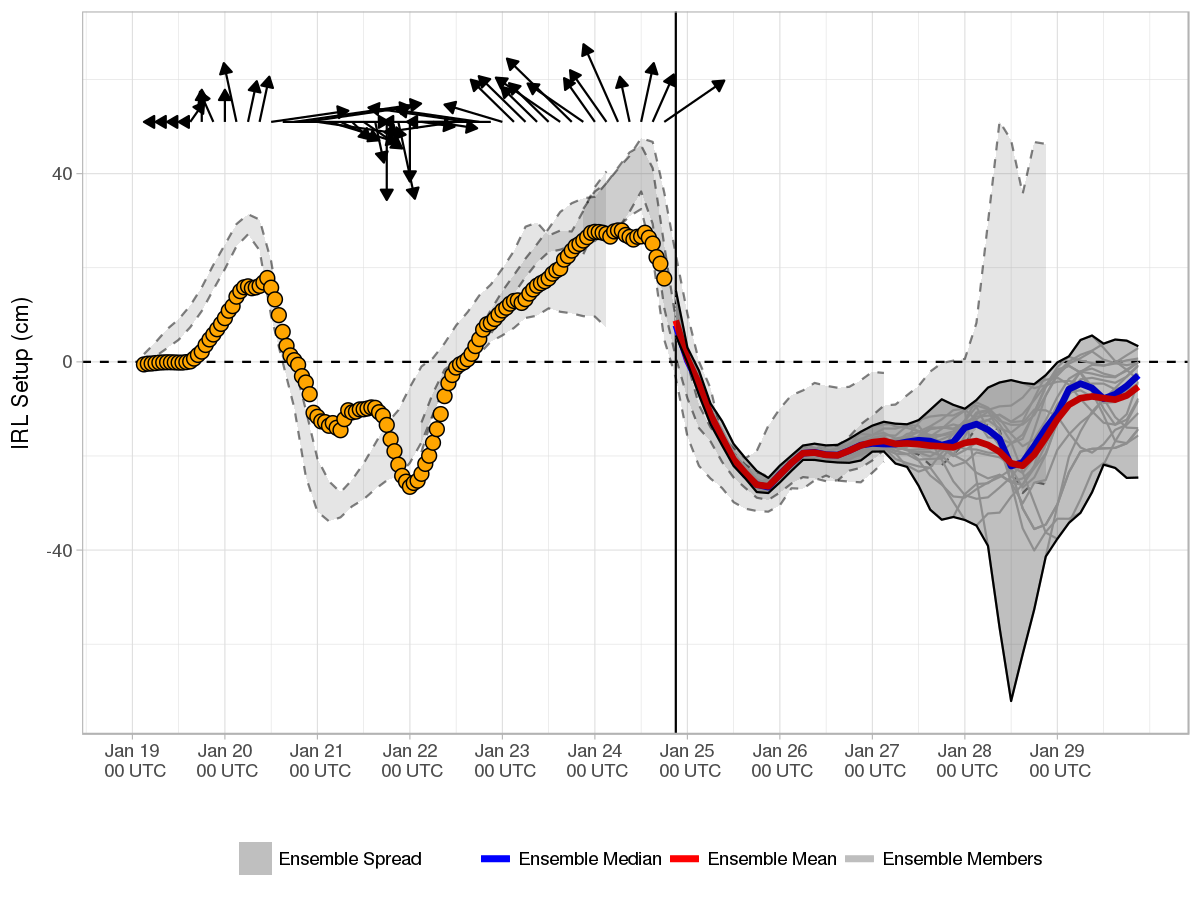 IRL Setup (cm)
40
0
-40
Jan 19 Jan 20 Jan 21 Jan 22 Jan 23 Jan 24 Jan 25 Jan 26 Jan 27 Jan 28 Jan 29
00 UTC 00 UTC 00 UTC 00 UTC 00 UTC 00 UTC 00 UTC 00 UTC 00 UTC 00 UTC 00 UTC
Ensemble Spread Ensemble Median Ensemble Mean Ensemble Members